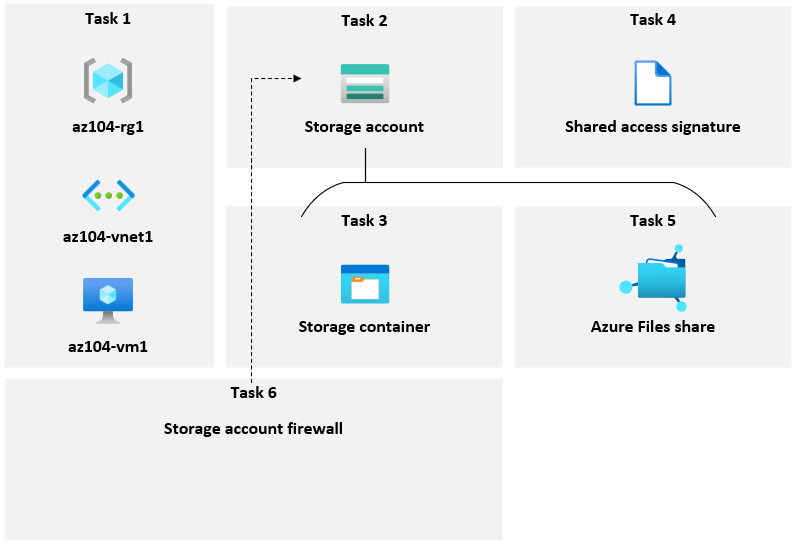 Task 1
az104-rg1
az104-vnet1
az104-vm1
Task 2
Storage account
Task 4
Shared access signature
Task 3
Storage container
Task 5
Azure Files share
Task 6
Storage account firewall